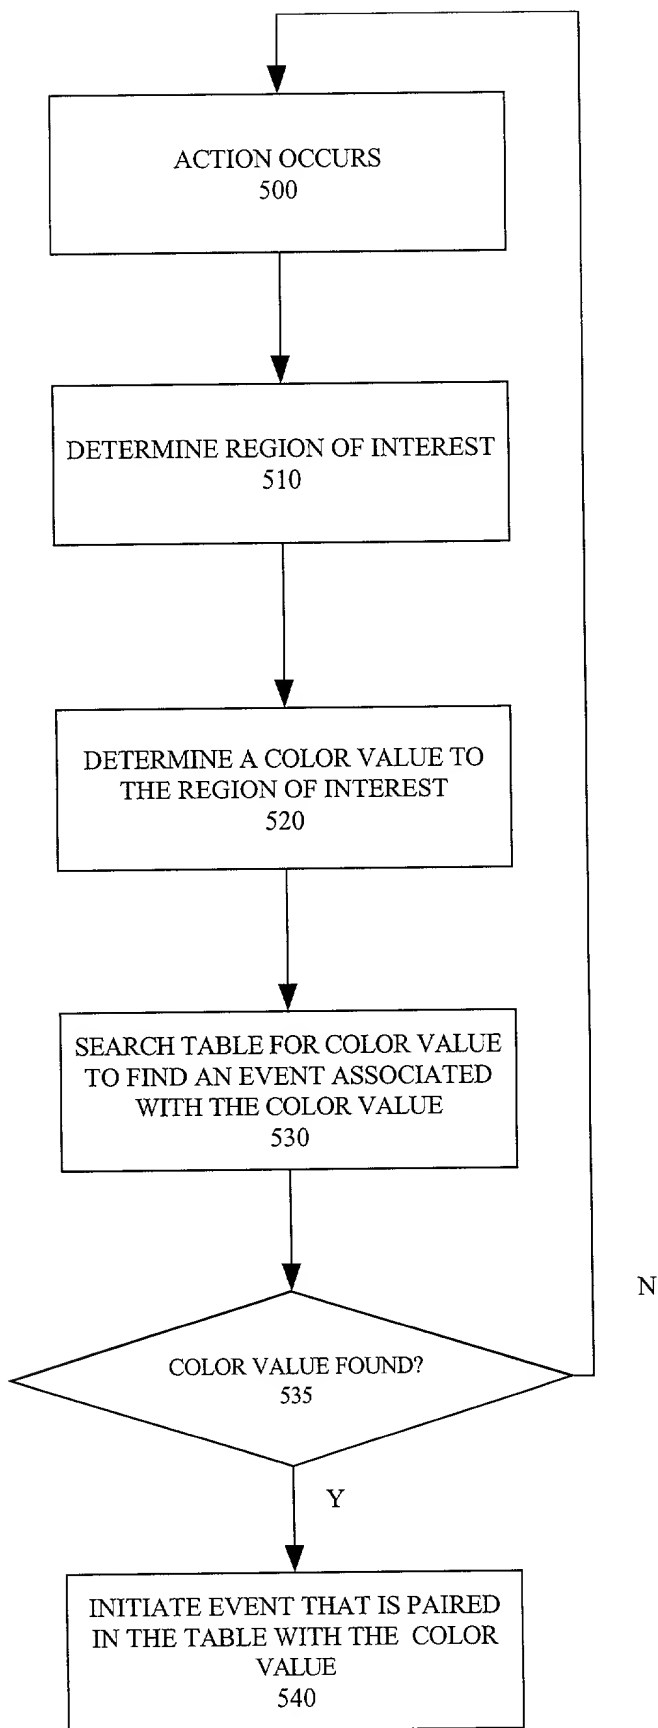 ACTION OCCURS
500
DETERMINE REGION OF INTEREST
510
DETERMINE A COLOR VALUE TO
THE REGION OF INTEREST
520
SEARCH TABLE FOR COLOR VALUE
TO FIND AN EVENT ASSOCIATED
WITH THE COLOR VALUE
530
N
COLOR VALUE FOUND?
535
Y
INITIATE EVENT THAT IS PAIRED
IN THE TABLE WITH THE COLOR
VALUE
540